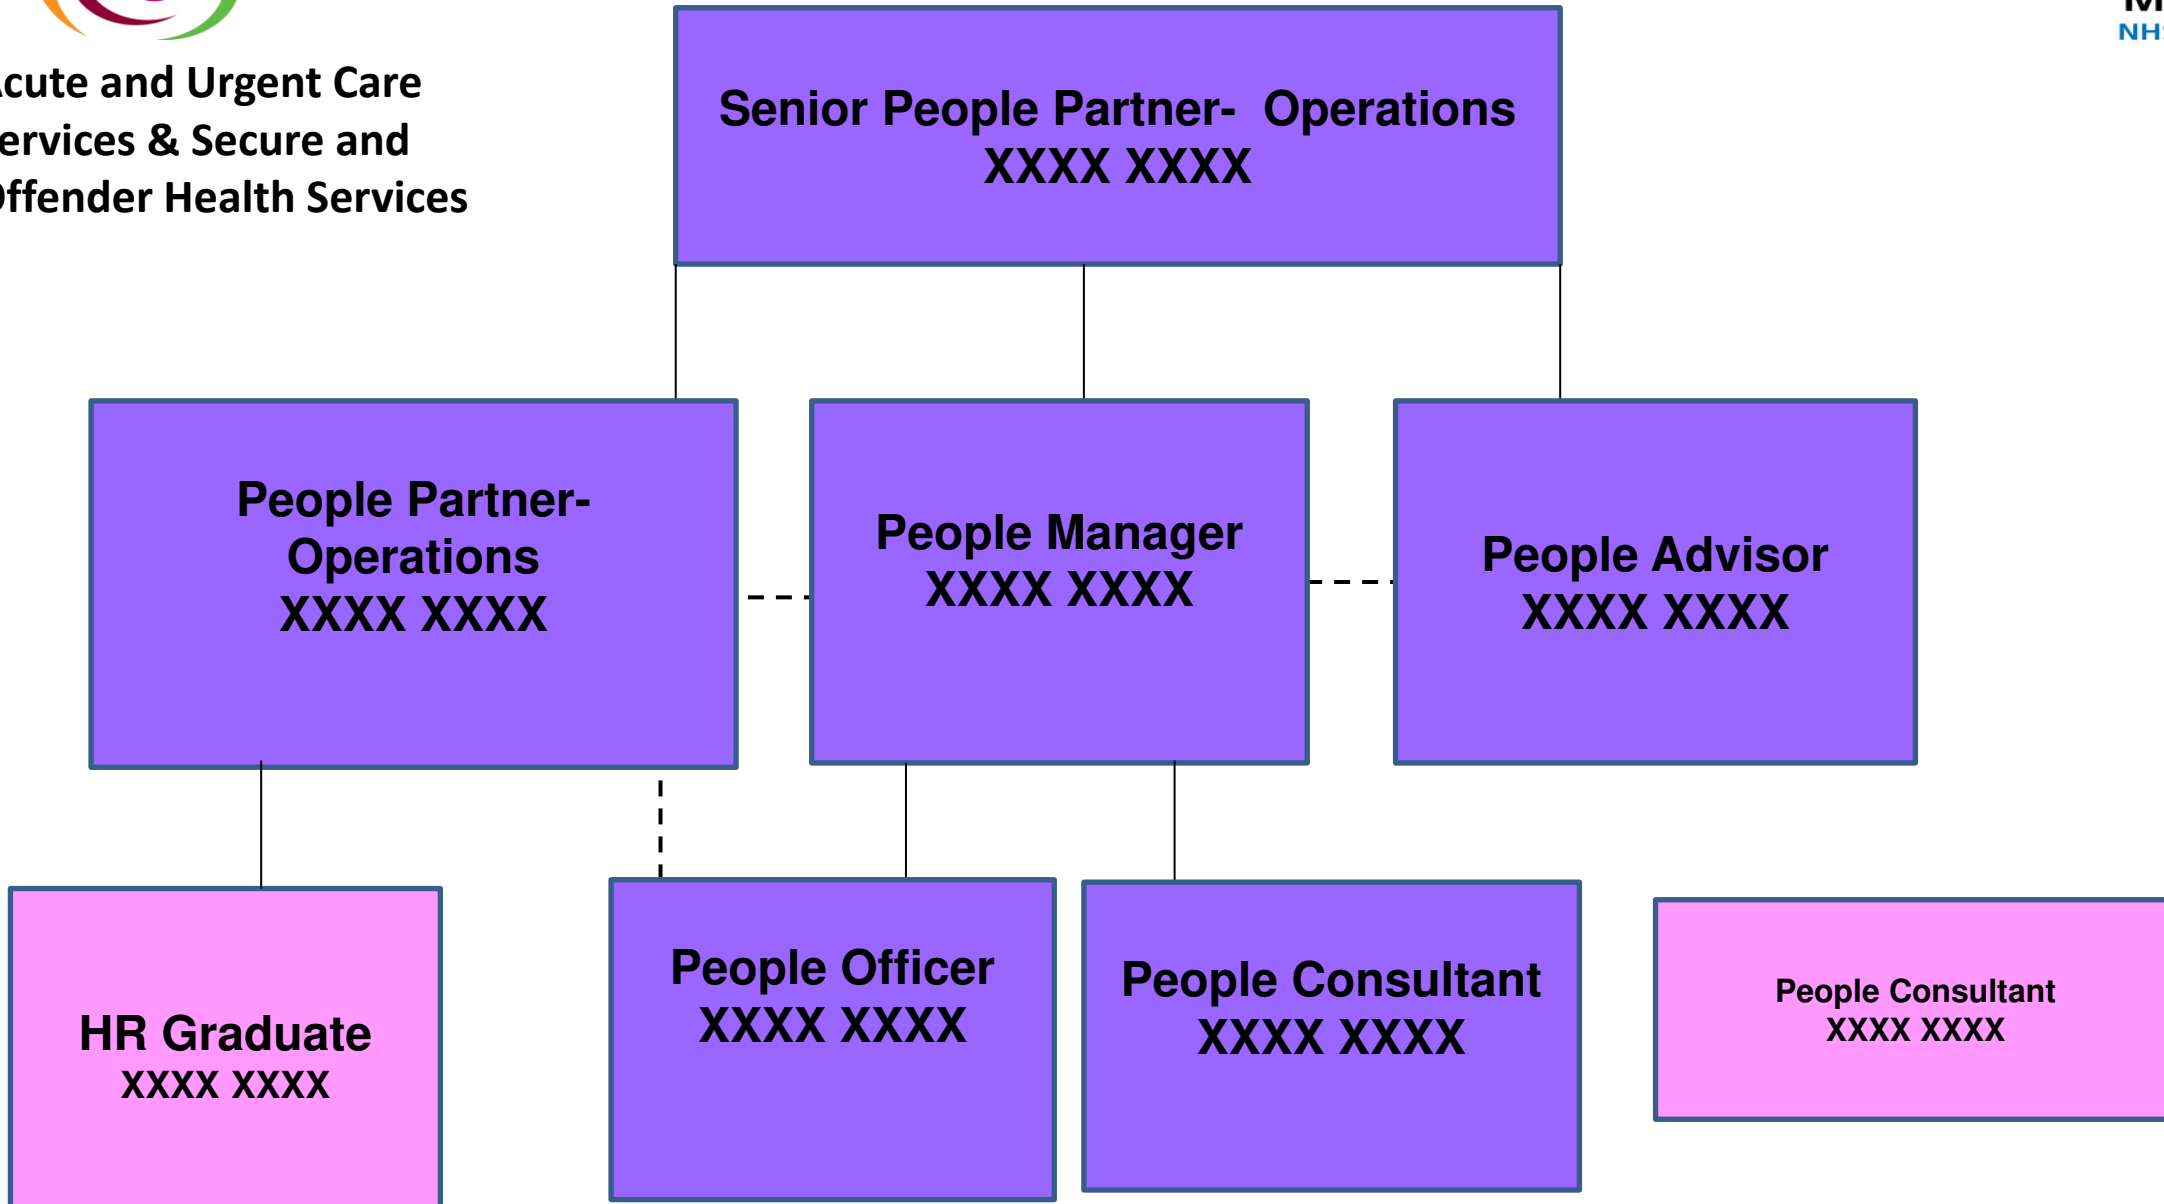 cute and Urgent Care
ervices & Secure and
ffender Health Services
NH
Senior People Partner-  Operations
XXXX XXXX
People Partner-
Operations
XXXX XXXX
People Manager
XXXX XXXX
People Advisor
XXXX XXXX
HR Graduate
XXXX XXXX
People Officer
XXXX XXXX
People Consultant
XXXX XXXX
People Consultant
XXXX XXXX